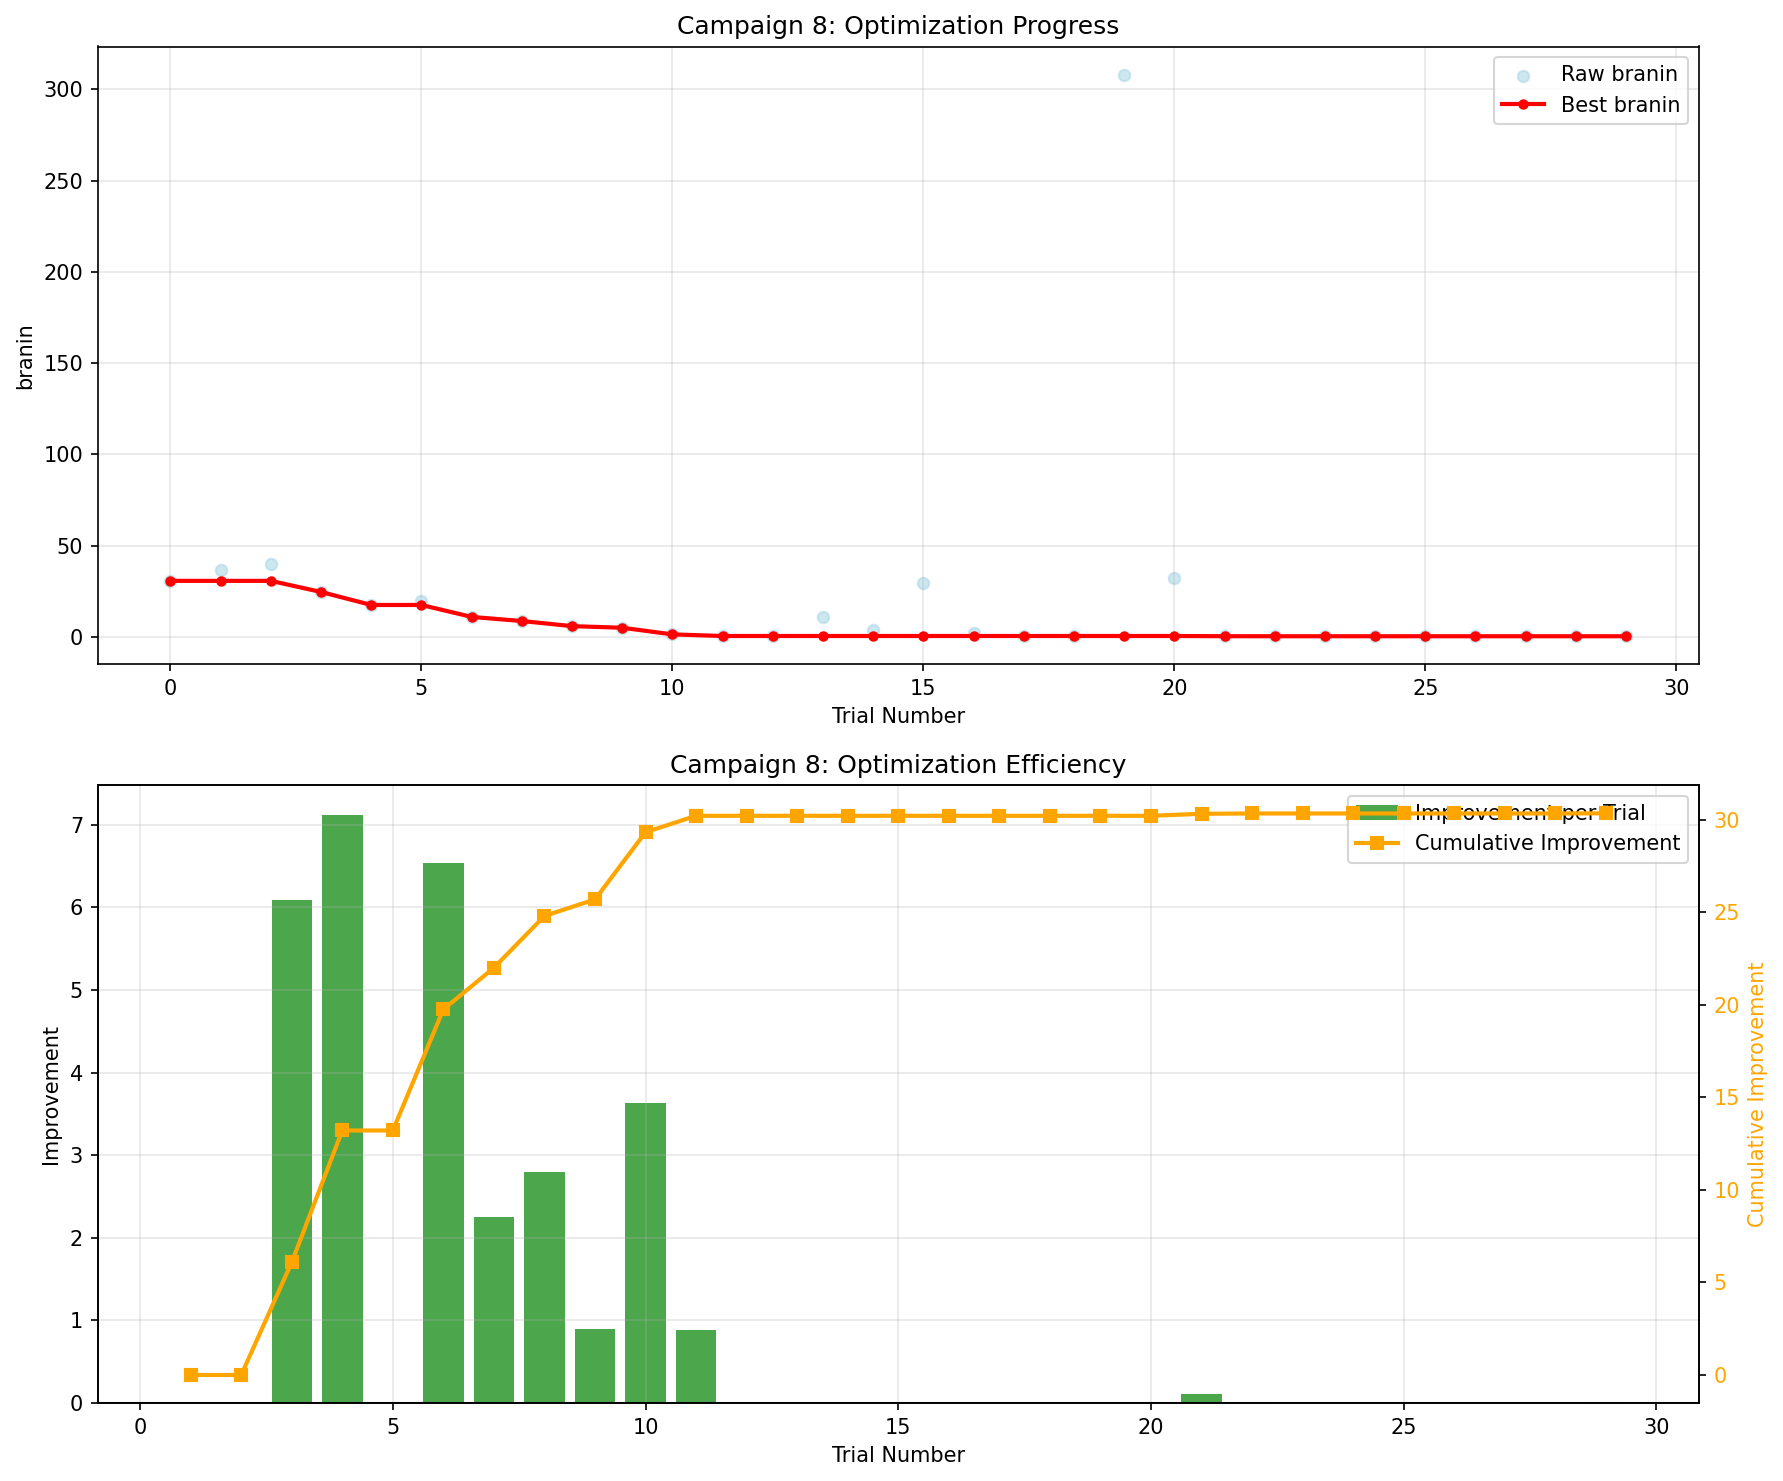 Campaign 8: Optimization Progress
300
250
200
150
100
50
0
branin
Raw branin
Best branin
0 5 10 15 20 25 30
Trial Number
Campaign 8: Optimization Efficiency
7
6
5
4
3
2
1
0
Improvement
Improvement per Trial
Cumulative Improvement
30
25
20
15
10
5
0
Cumulative Improvement
0 5 10 15 20 25 30
Trial Number